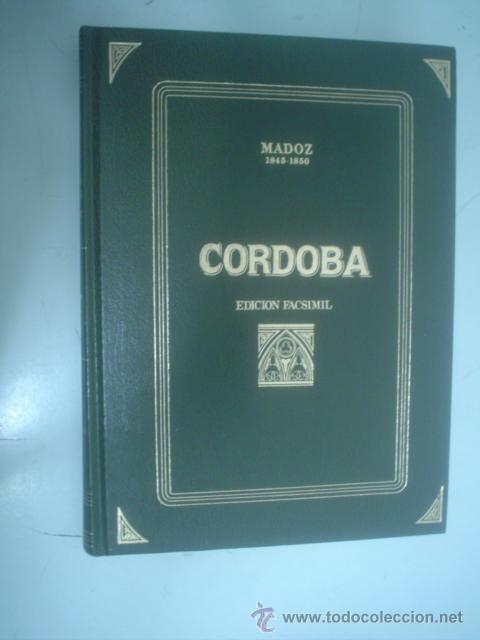 MADOZ
1845-1850
CORDOBA
EDICION FACSIMIL
www.todocoleccion.net